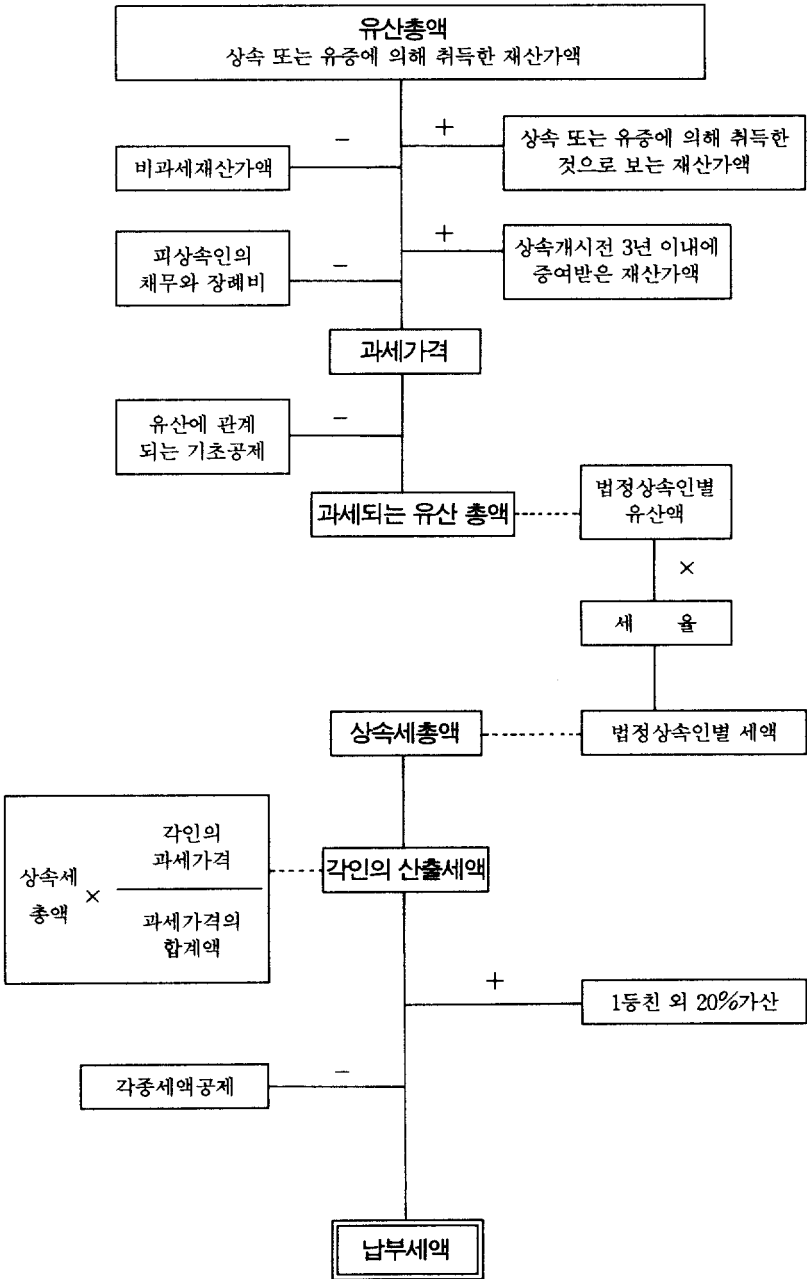 유산총액
상속 또는 유증에 의해 취득한 재산가액
−
+
비과세재산가액
상속 또는 유증에 의해 취득한
것으로 보는 재산가액
+
피상속인의
채무와 장례비
−
상속개시전 3년 이내에
증여받은 재산가액
과세가격
유산에 관계
되는 기초공제
−
과세되는 유산 총액
법정상속인별
유산액
×
세 율
상속세총액
법정상속인별 세액
상속세
총액
×
각인의
과세가격
과세가격의
합계액
각인의 산출세액
+
1등친 외 20%가산
−
각종세액공제
납부세액